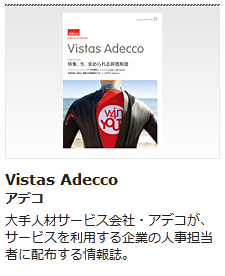 Adecco
Vistas Adecco
特集：今、求められる評価制度
win
you
Vistas Adecco
アデコ
大手人材サービス会社・アデコが、
サービスを利用する企業の人事担当
者に配布する情報誌。